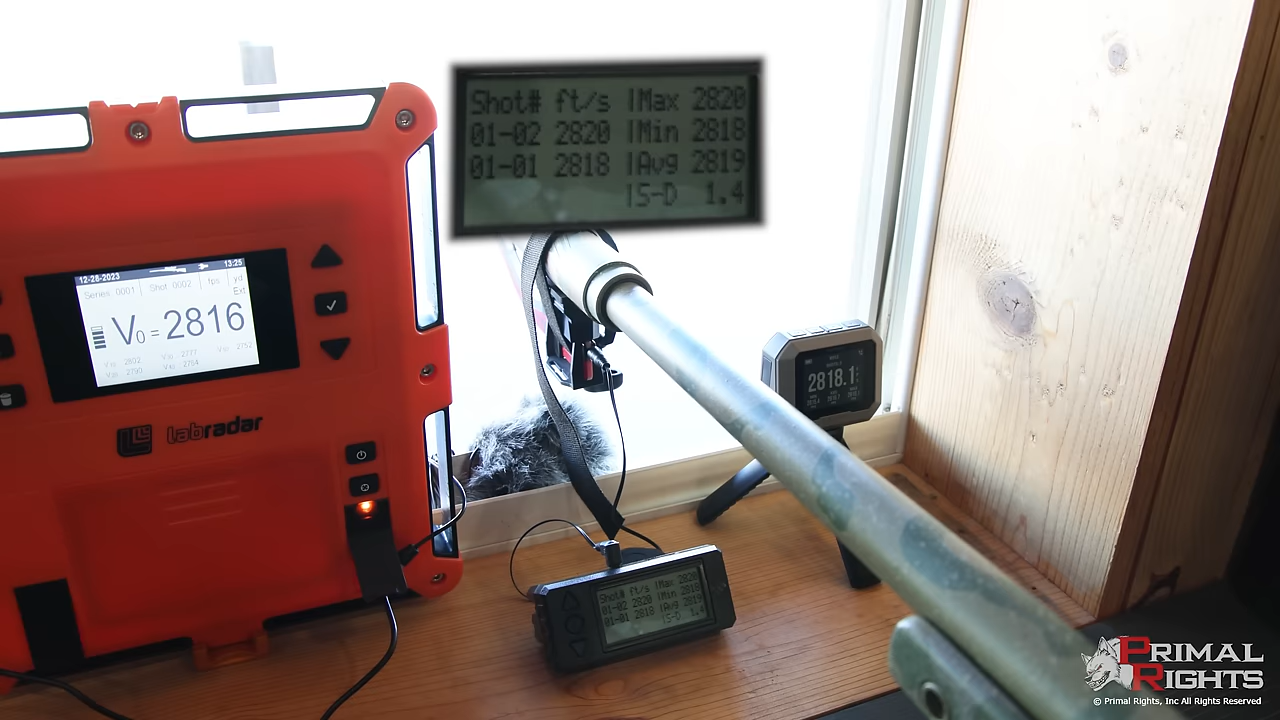 Shot# ft/s |Max 2820
01-02 2820 |Min 2818
01-01 2818 |Avg 2819
|S-D 1.4
12-28-2023 13:25
Series 0001 Shot 0002 fps yd
Ext
V0 = 2816
labradar
2818.1
Shot# ft/s |Max 2820
01-02 2820 |Min 2818
01-01 2818 |Avg 2819
|S-D 1.4
PRIMAL
RIGHTS
© Primal Rights, Inc All Rights Reserved